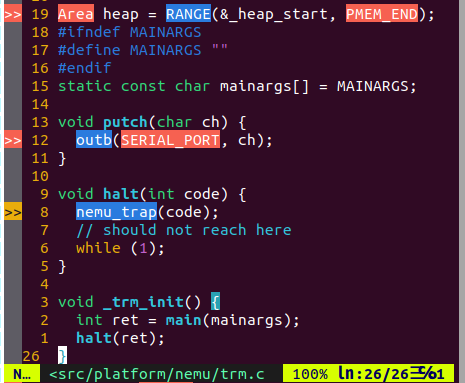 >> 19 Area heap = RANGE(&_heap_start, PMEM_END);
18 #ifndef MAINARGS
17 #define MAINARGS ""
16 #endif
15 static const char mainargs[] = MAINARGS;
14
13 void putch(char ch) {
>> 12   outb(SERIAL_PORT, ch);
11 }
10
9 void halt(int code) {
>> 8   nemu_trap(code);
7   // should not reach here
6   while (1);
5 }
4
3 void _trm_init() {
2   int ret = main(mainargs);
1   halt(ret);
26 }
N… <src/platform/nemu/trm.c 100% ln:26/26☰℅:1